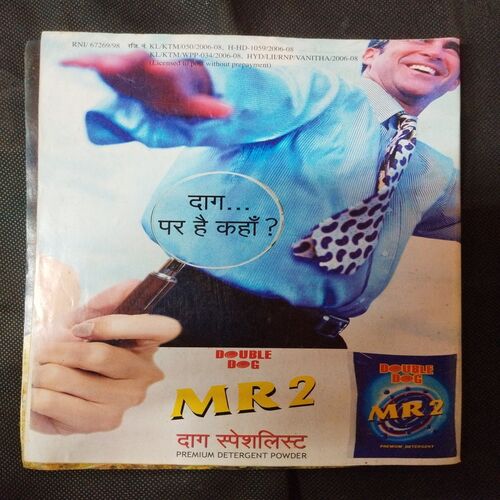 RNI/ 67269/98 रजि. नं. KL/KTM/050/2006-08, H-HD-1059/2006-08
KL/KTM/WPP-034/2006-08, HYD/LII/RNP/VANITHA/2006-08
(Licensed to post without prepayment)
दाग...
पर है कहाँ ?
DOUBLE
DOG
MR 2
दाग स्पेशलिस्ट
PREMIUM DETERGENT POWDER
DOUBLE
DOG
MR 2
PREMIUM DETERGENT